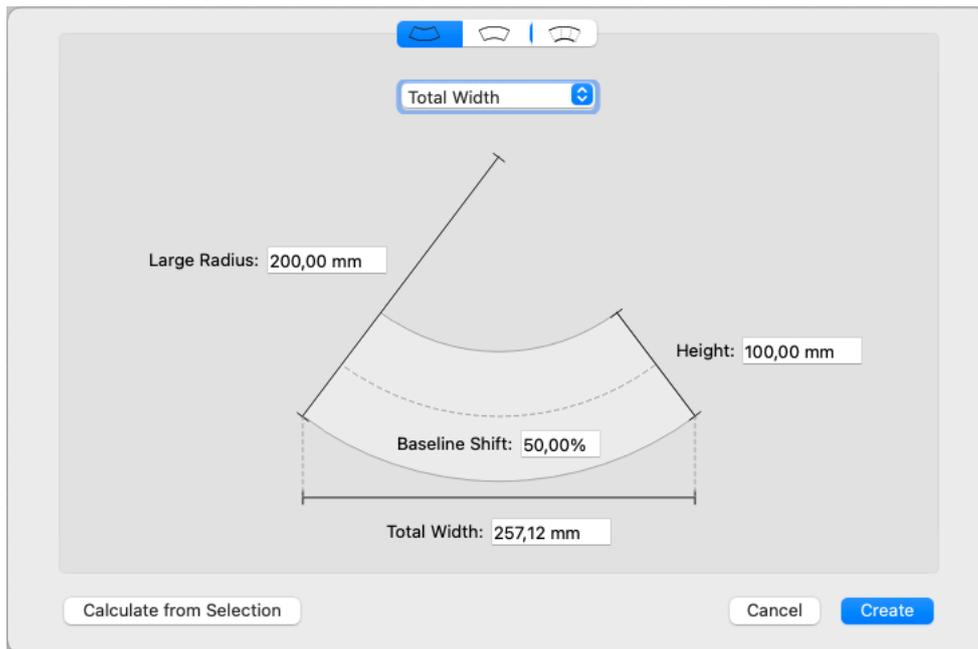 Total Width
Large Radius: 200,00 mm
Height: 100,00 mm
Baseline Shift: 50,00%
Total Width: 257,12 mm
Calculate from Selection
Cancel
Create